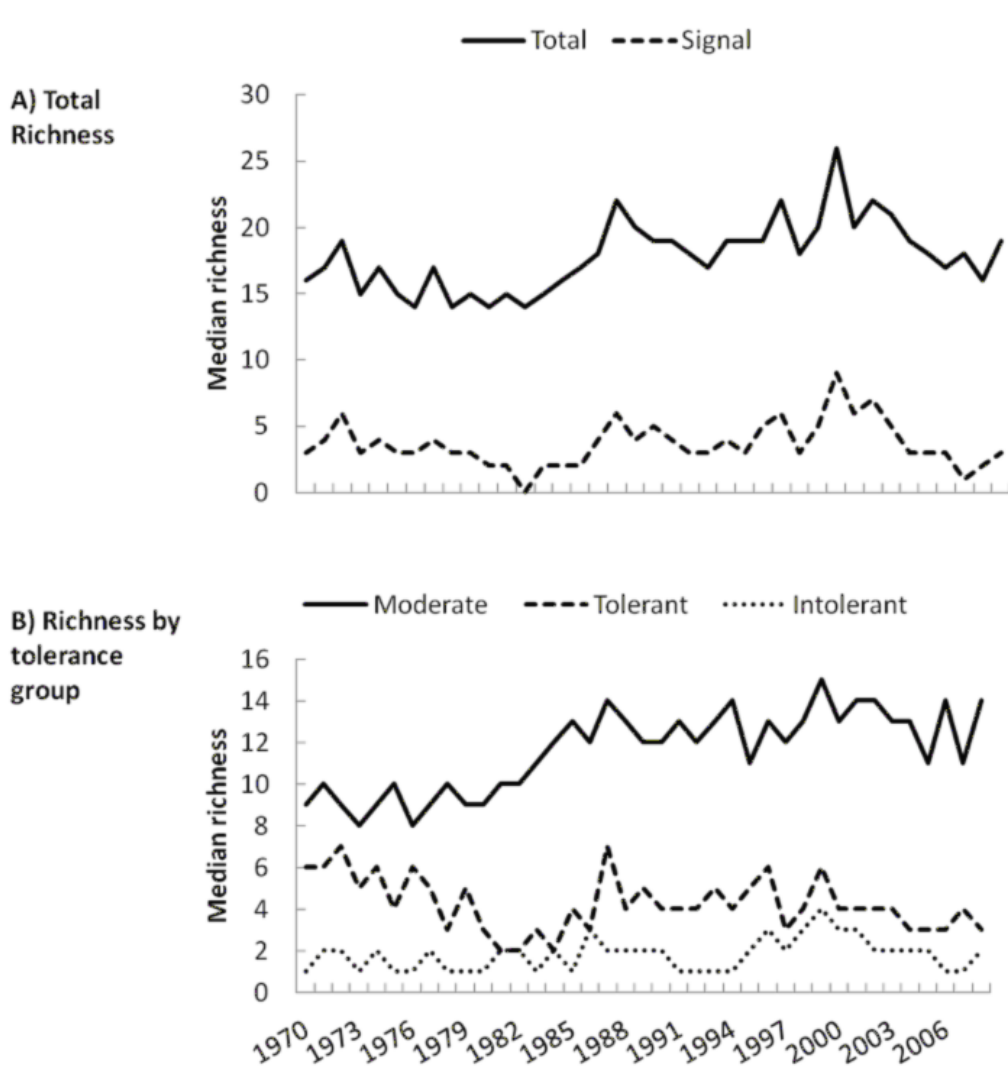 Total Signal
A) Total
Richness
Median richness
30
25
20
15
10
5
0
Moderate Tolerant Intolerant
B) Richness by
tolerance
group
Median richness
16
14
12
10
8
6
4
2
0
1970 1973 1976 1979 1982 1985 1988 1991 1994 1997 2000 2003 2006